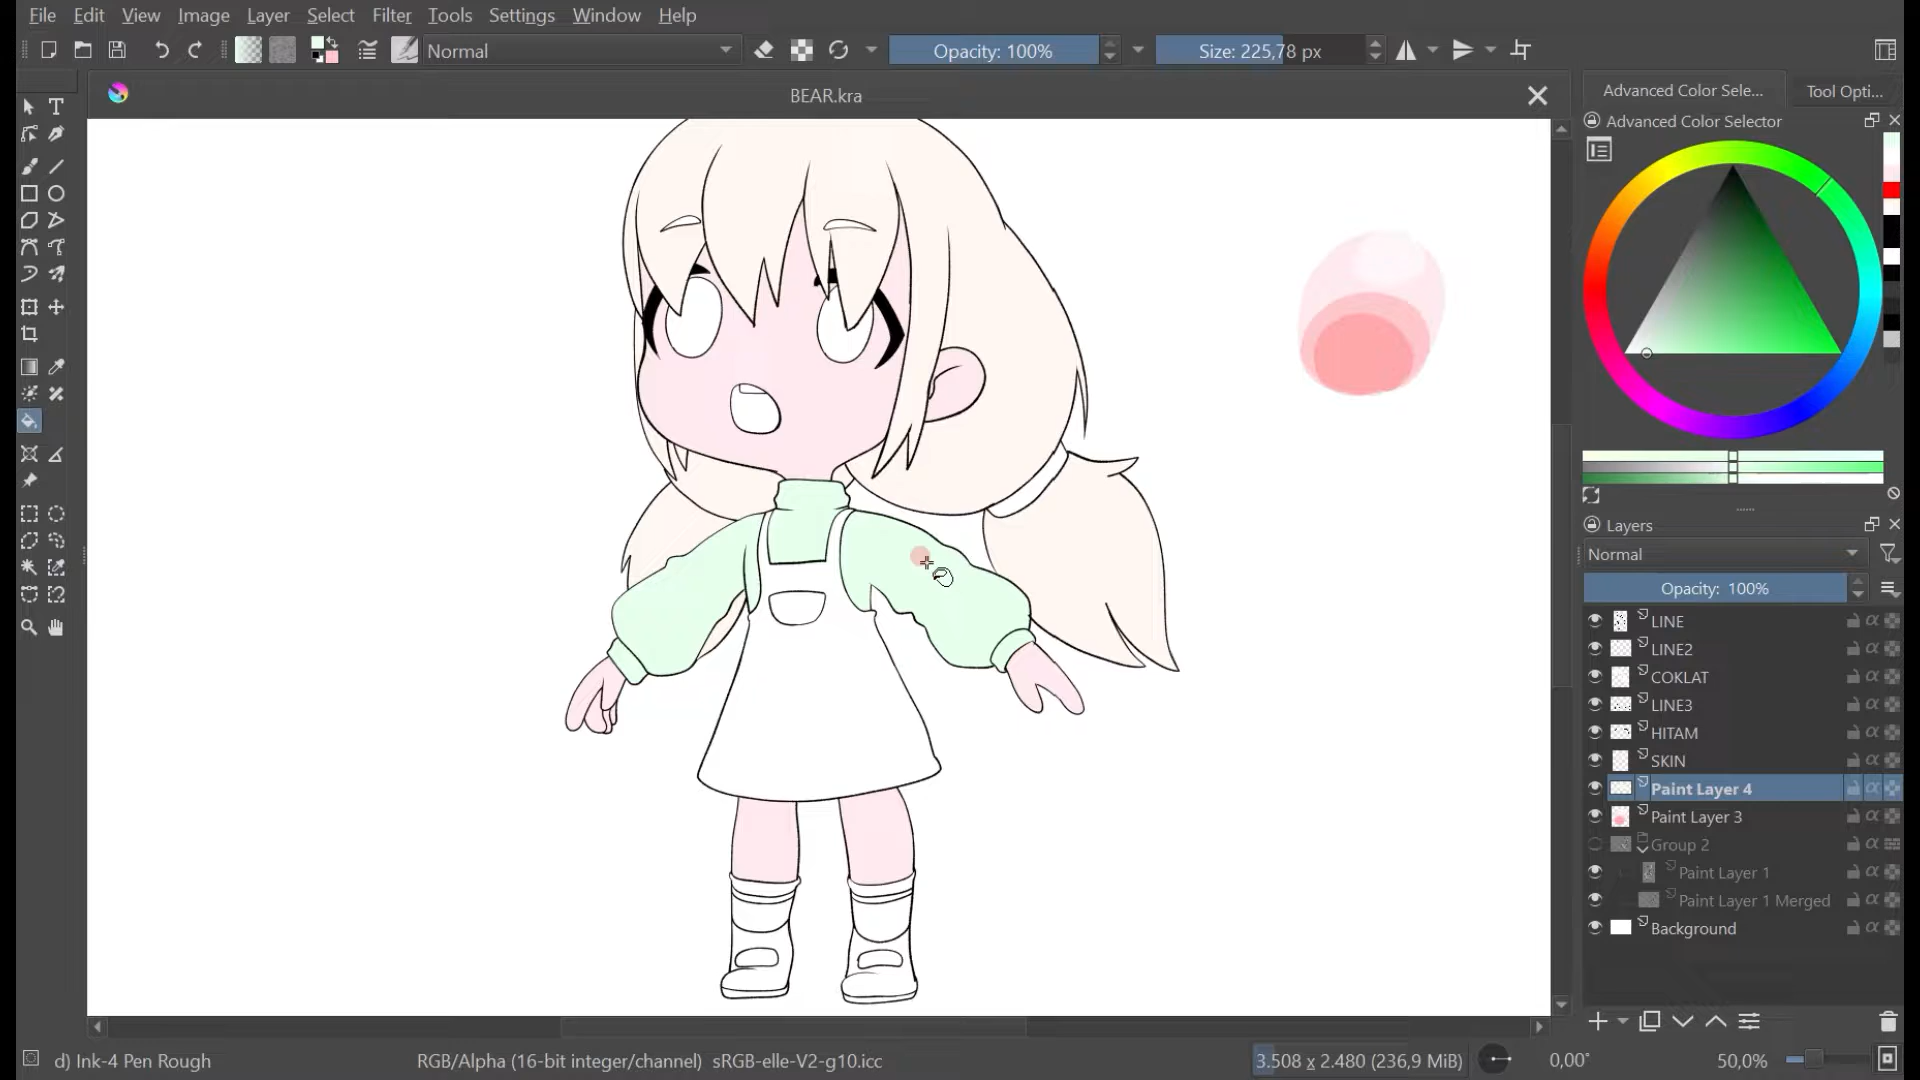 File Edit View Image Layer Select Filter Tools Settings Window Help
Normal Opacity: 100% Size: 225,78 px
BEAR.kra
Advanced Color Sele... Tool Opti...
Advanced Color Selector
Layers
Normal
Opacity: 100%
LINE
LINE2
COKLAT
LINE3
HITAM
SKIN
Paint Layer 4
Paint Layer 3
Group 2
Paint Layer 1
Paint Layer 1 Merged
Background
d) Ink-4 Pen Rough RGB/Alpha (16-bit integer/channel) sRGB-elle-V2-g10.icc 3.508 x 2.480 (236,9 MiB) 0,00° 50,0%